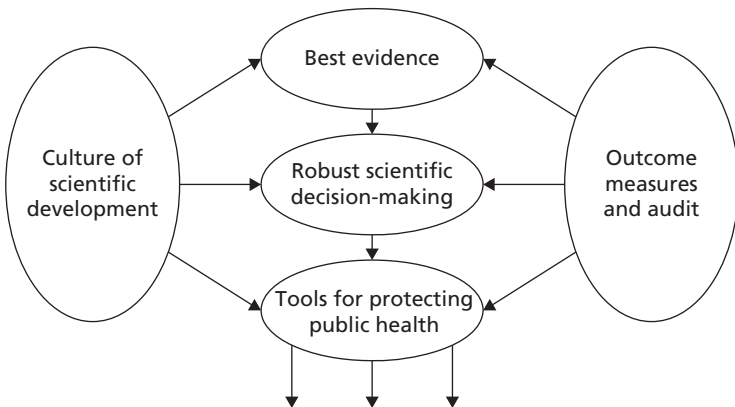 Best evidence
Culture of
scientific
development
Robust scientific
decision-making
Outcome
measures
and audit
Tools for protecting
public health